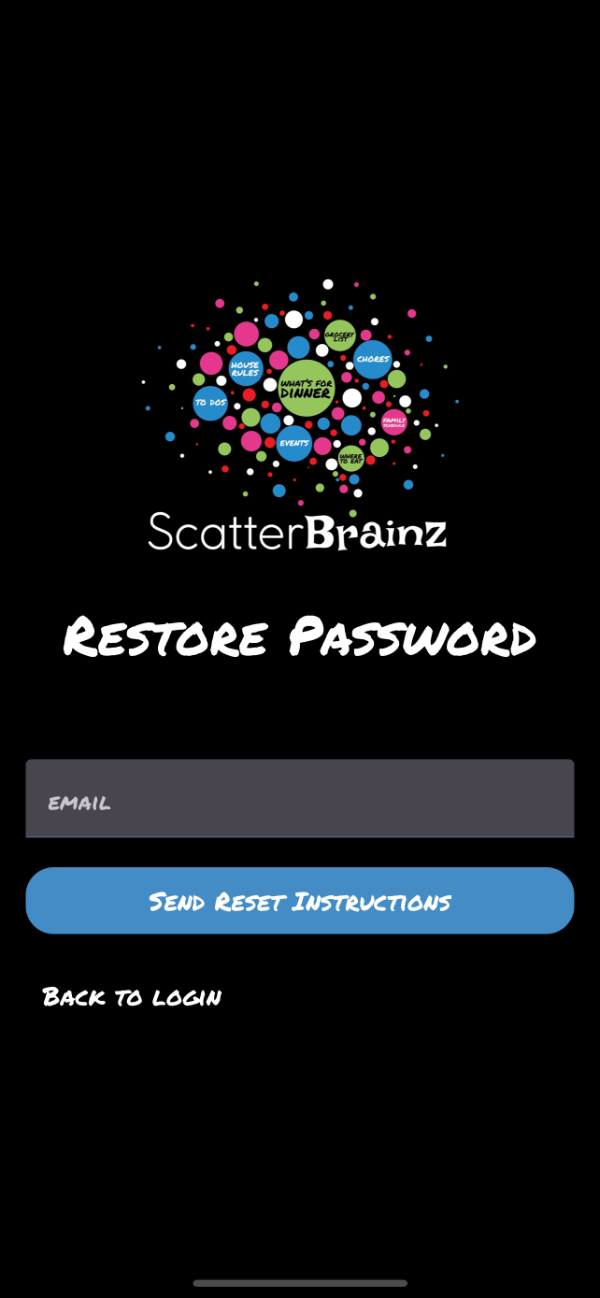 GROCERY
LIST
CHORES
HOUSE
RULES
WHAT'S FOR
DINNER
TO DOS
FAMILY
SCHEDULE
EVENTS
WHERE
TO EAT
ScatterBrainz
RESTORE PASSWORD
EMAIL
SEND RESET INSTRUCTIONS
BACK TO LOGIN